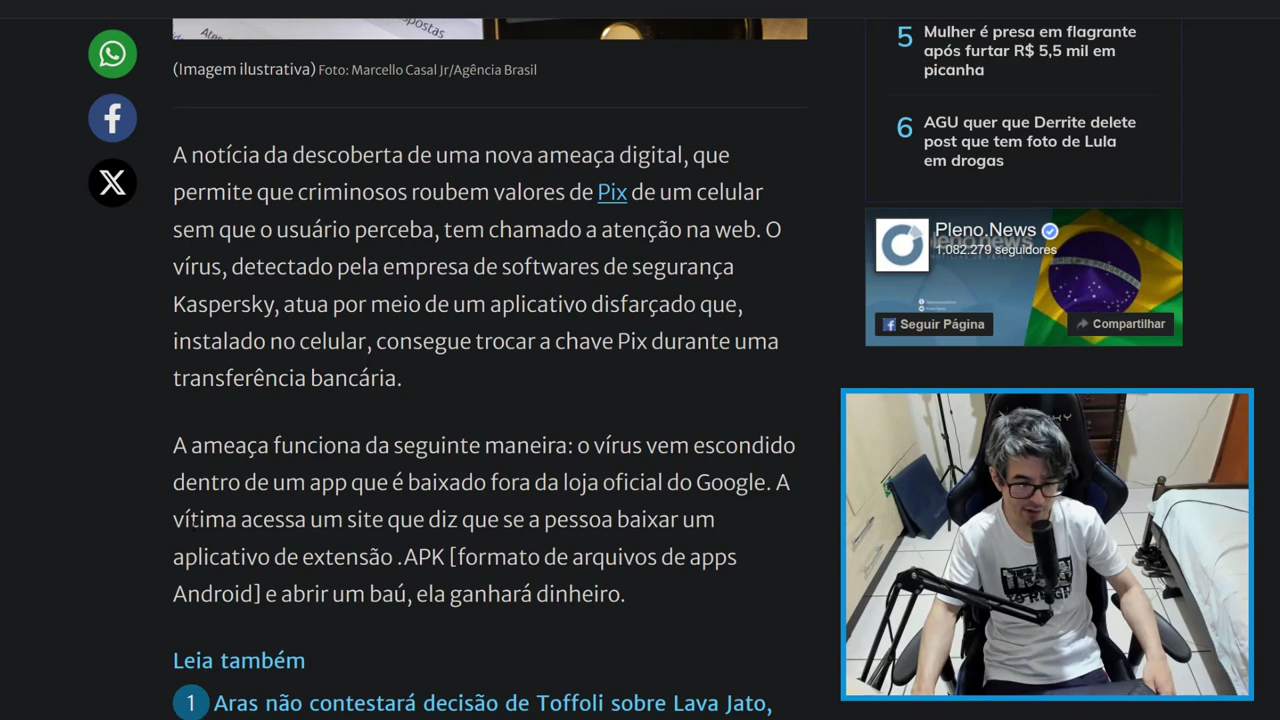 (Imagem ilustrativa) Foto: Marcello Casal Jr/Agência Brasil
A notícia da descoberta de uma nova ameaça digital, que
permite que criminosos roubem valores de Pix de um celular
sem que o usuário perceba, tem chamado a atenção na web. O
vírus, detectado pela empresa de softwares de segurança
Kaspersky, atua por meio de um aplicativo disfarçado que,
instalado no celular, consegue trocar a chave Pix durante uma
transferência bancária.
A ameaça funciona da seguinte maneira: o vírus vem escondido
dentro de um app que é baixado fora da loja oficial do Google. A
vítima acessa um site que diz que se a pessoa baixar um
aplicativo de extensão .APK [formato de arquivos de apps
Android] e abrir um baú, ela ganhará dinheiro.
Leia também
1 Aras não contestará decisão de Toffoli sobre Lava Jato,
5 Mulher é presa em flagrante
após furtar R$ 5,5 mil em
picanha
6 AGU quer que Derrite delete
post que tem foto de Lula
em drogas
Pleno.News
1.082.279 seguidores
Seguir Página
Compartilhar